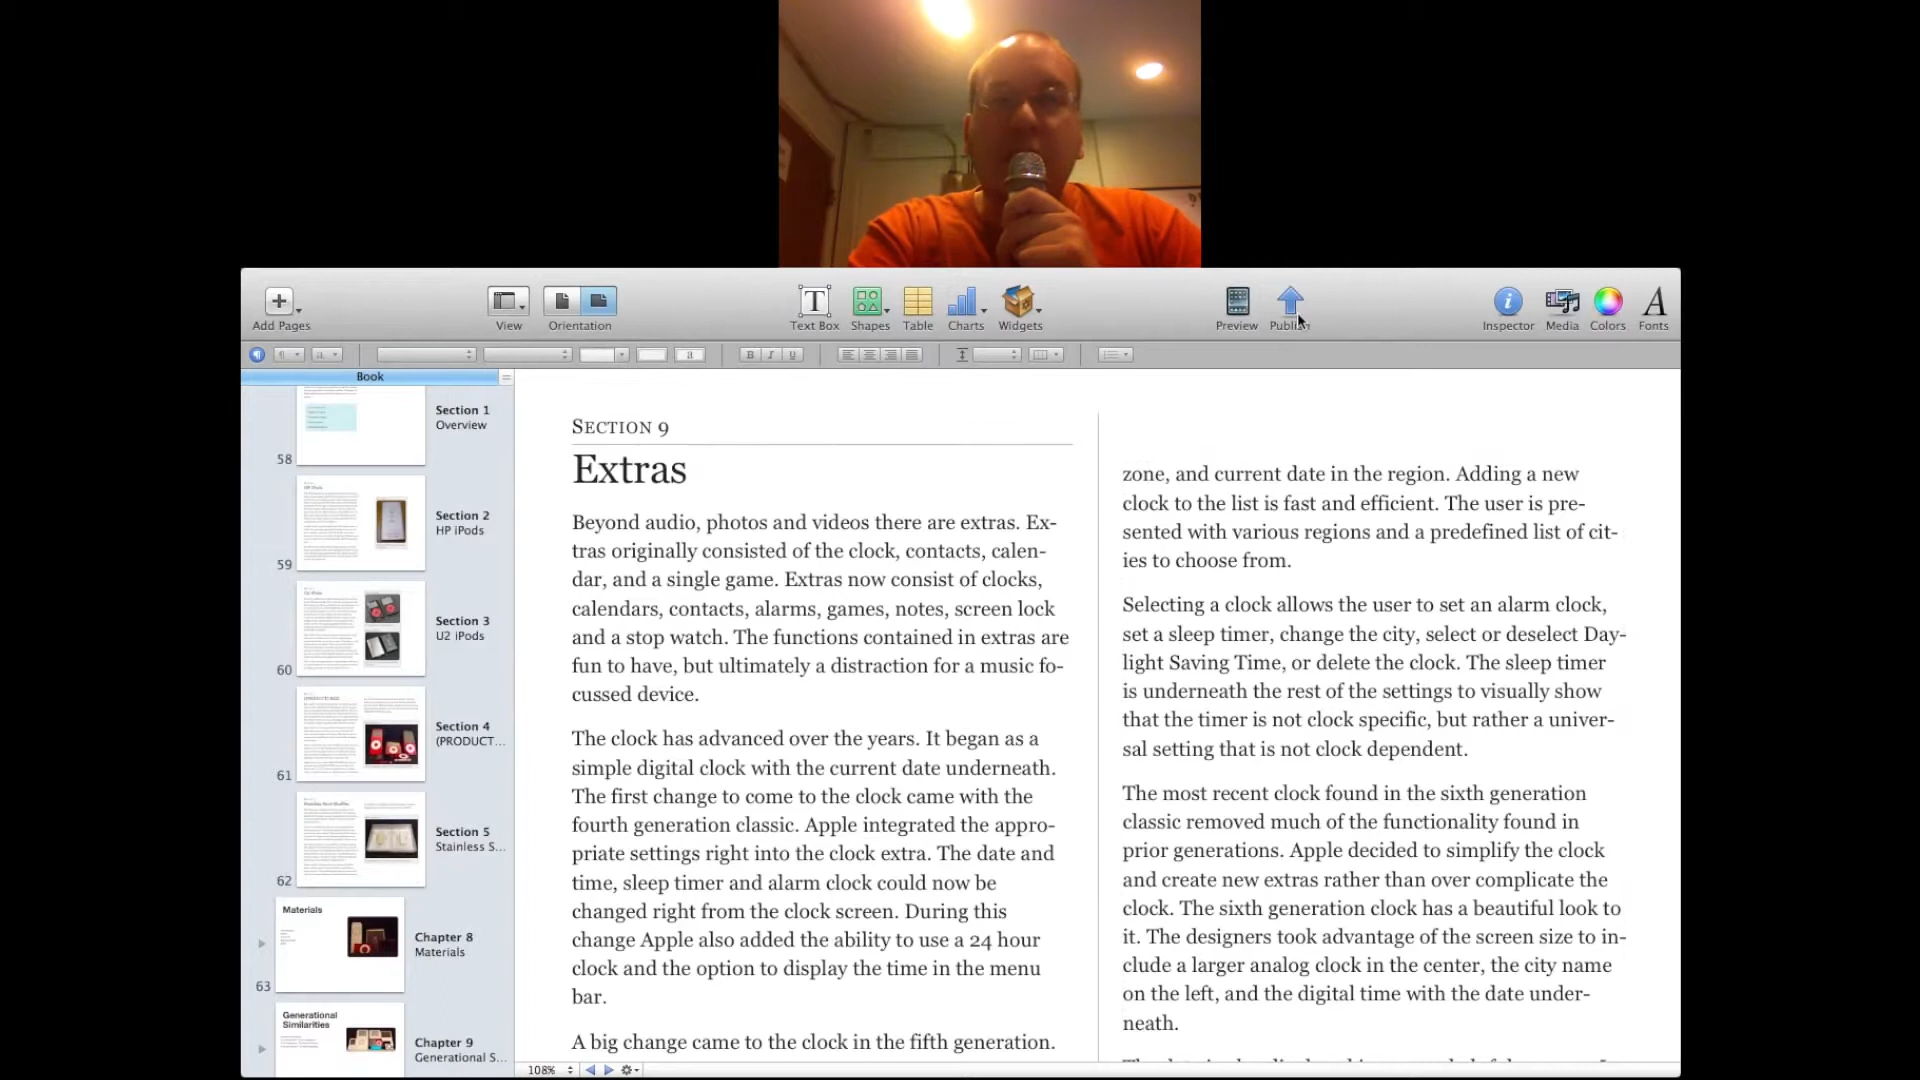 Add Pages
View
Orientation
Text Box
Shapes
Table
Charts
Widgets
Preview
Publish
Inspector
Media
Colors
Fonts
Book
Section 1
Overview
58
Section 2
HP iPods
59
Section 3
U2 iPods
60
Section 4
(PRODUCT...
61
Section 5
Stainless S...
62
Materials
Chapter 8
Materials
63
Generational
Similarities
Chapter 9
Generational S...
SECTION 9
Extras
Beyond audio, photos and videos there are extras. Ex-
tras originally consisted of the clock, contacts, calen-
dar, and a single game. Extras now consist of clocks,
calendars, contacts, alarms, games, notes, screen lock
and a stop watch. The functions contained in extras are
fun to have, but ultimately a distraction for a music fo-
cussed device.
The clock has advanced over the years. It began as a
simple digital clock with the current date underneath.
The first change to come to the clock came with the
fourth generation classic. Apple integrated the appro-
priate settings right into the clock extra. The date and
time, sleep timer and alarm clock could now be
changed right from the clock screen. During this
change Apple also added the ability to use a 24 hour
clock and the option to display the time in the menu
bar.
A big change came to the clock in the fifth generation.
zone, and current date in the region. Adding a new
clock to the list is fast and efficient. The user is pre-
sented with various regions and a predefined list of cit-
ies to choose from.
Selecting a clock allows the user to set an alarm clock,
set a sleep timer, change the city, select or deselect Day-
light Saving Time, or delete the clock. The sleep timer
is underneath the rest of the settings to visually show
that the timer is not clock specific, but rather a univer-
sal setting that is not clock dependent.
The most recent clock found in the sixth generation
classic removed much of the functionality found in
prior generations. Apple decided to simplify the clock
and create new extras rather than over complicate the
clock. The sixth generation clock has a beautiful look to
it. The designers took advantage of the screen size to in-
clude a larger analog clock in the center, the city name
on the left, and the digital time with the date under-
neath.
108%